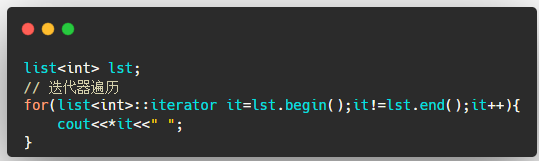 list<int> lst;
// 迭代器遍历
for(list<int>::iterator it=lst.begin();it!=lst.end();it++){
    cout<<*it<<" ";
}